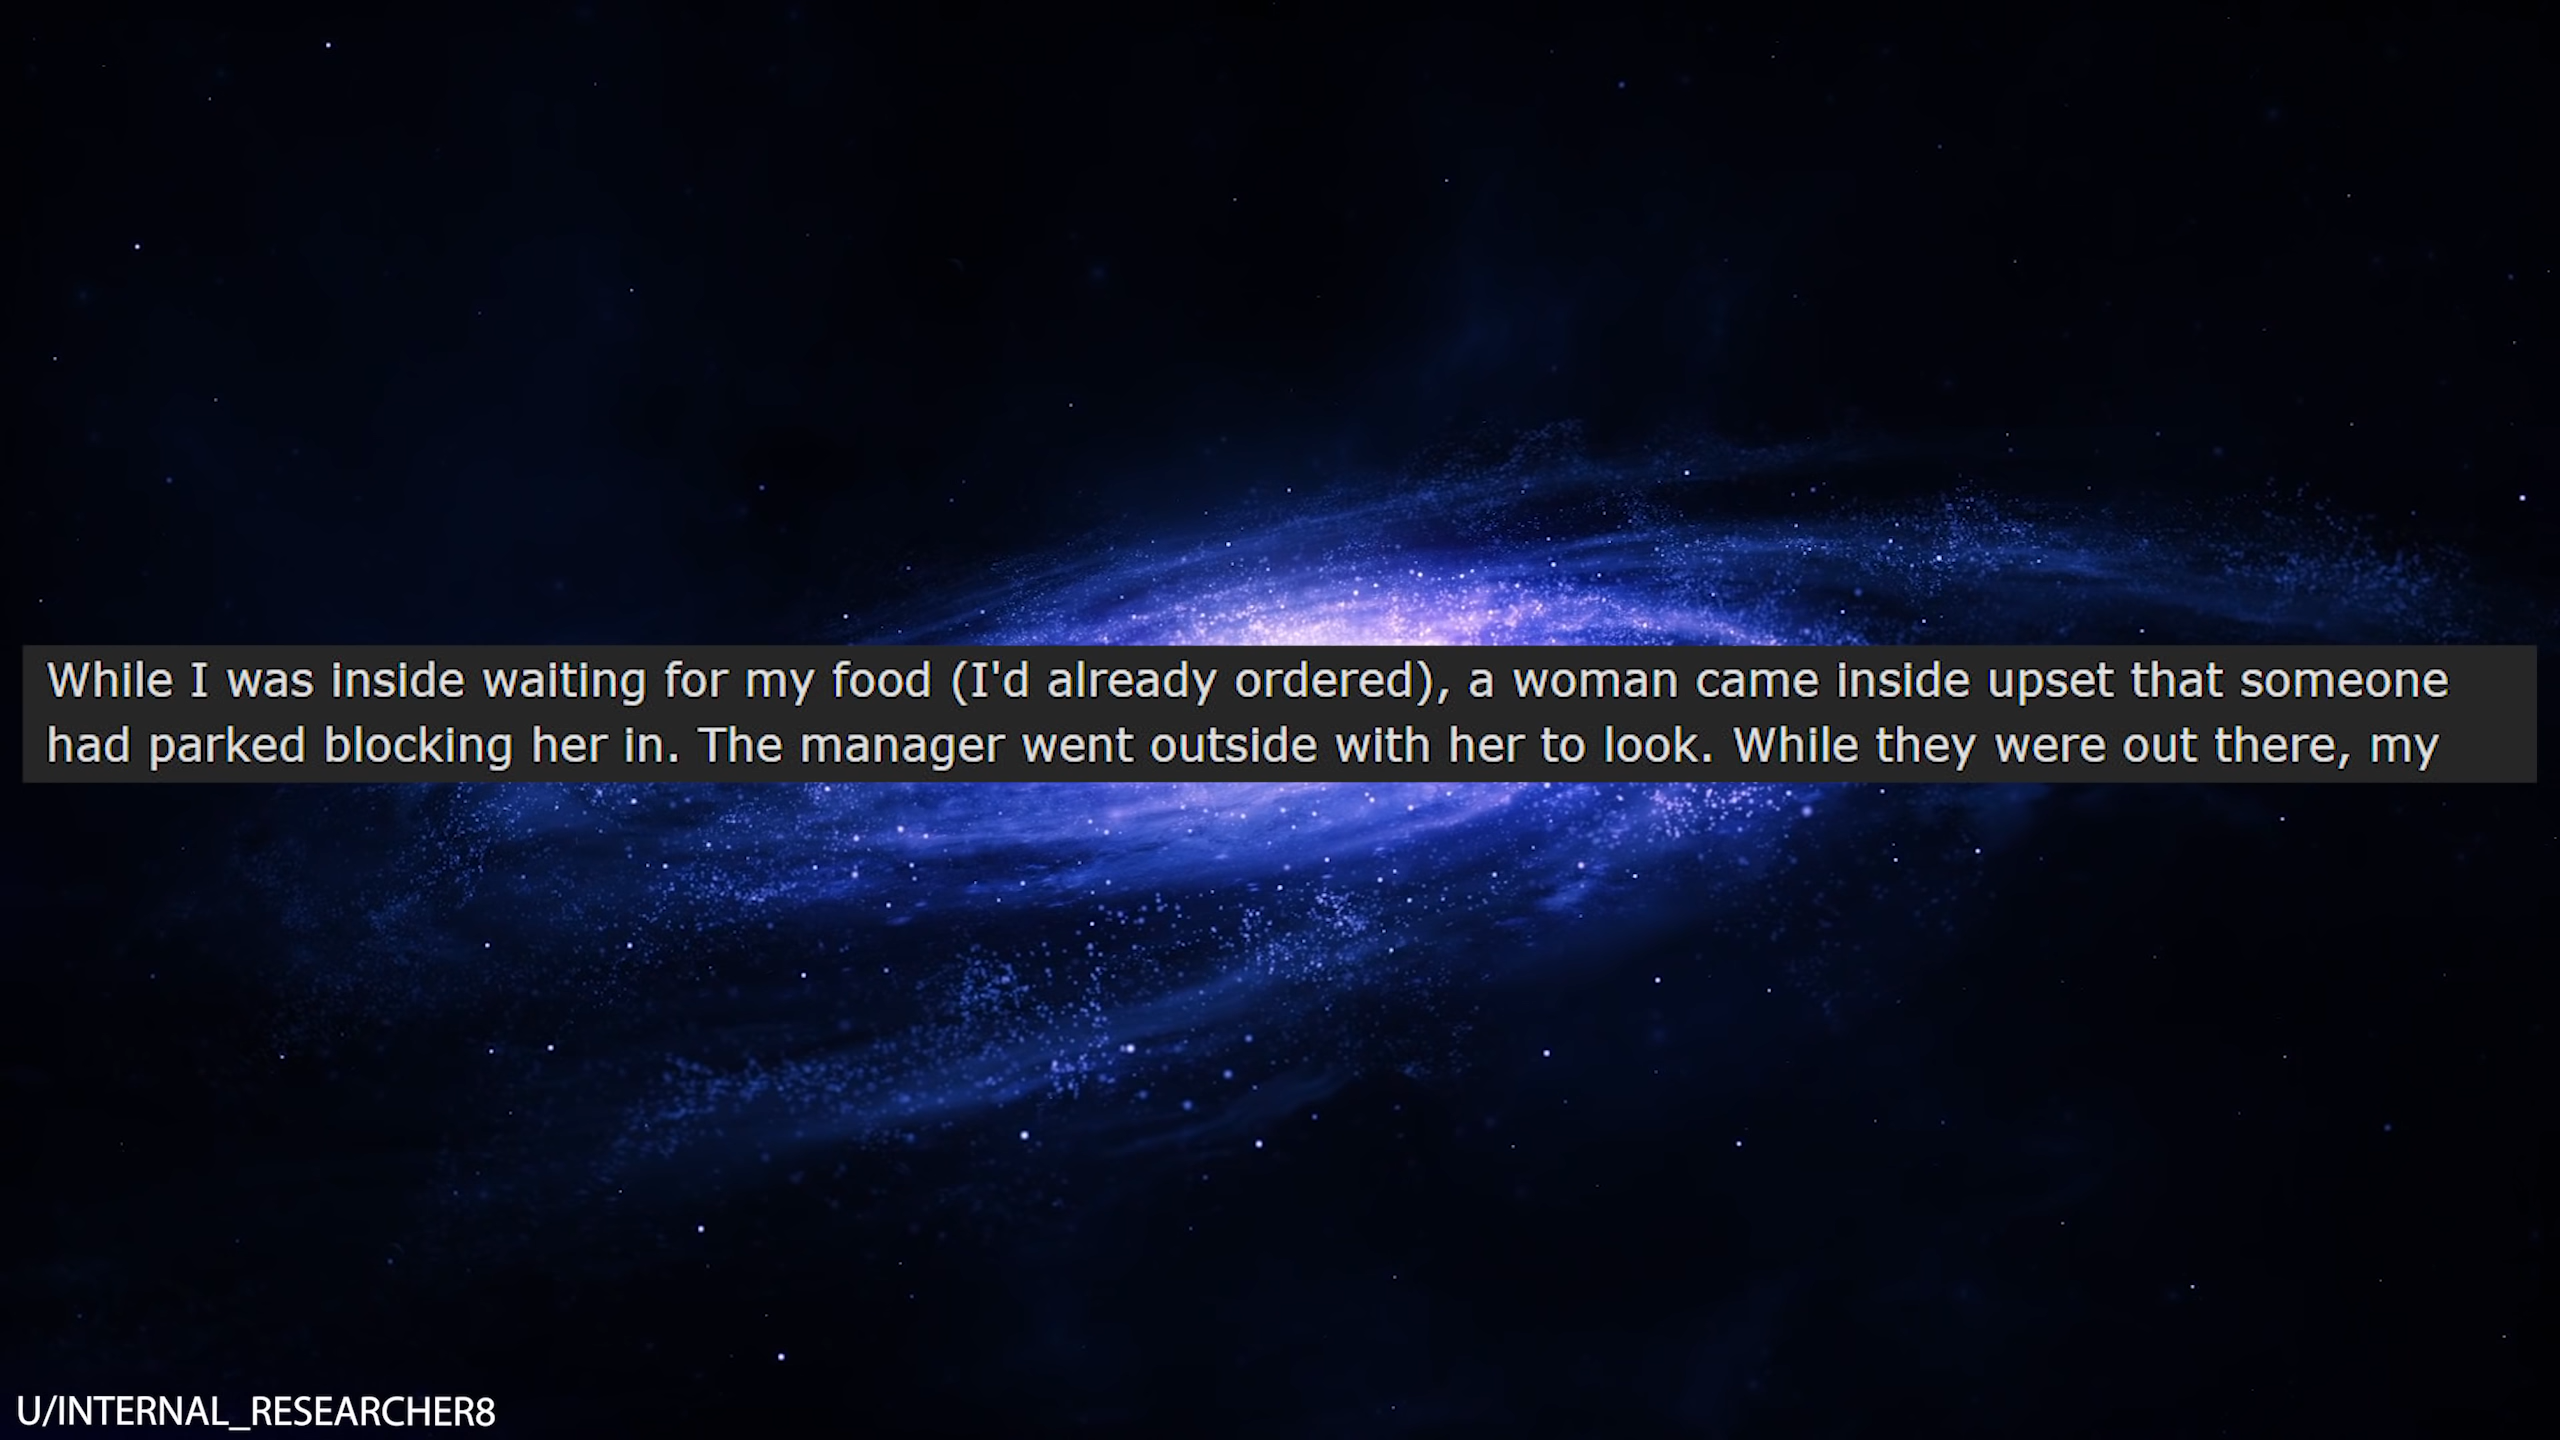 While I was inside waiting for my food (I'd already ordered), a woman came inside upset that someone
had parked blocking her in. The manager went outside with her to look. While they were out there, my
U/INTERNAL_RESEARCHER8